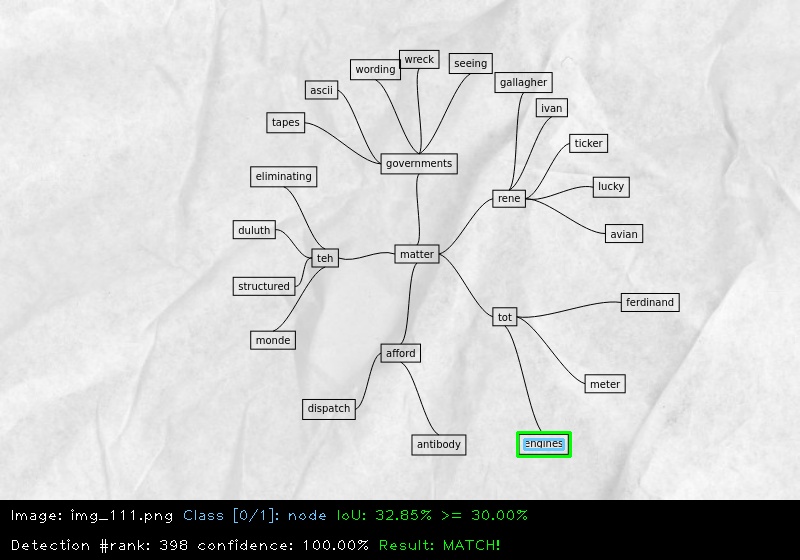 wreck
seeing
wording
gallagher
ascii
ivan
tapes
ticker
governments
eliminating
lucky
rene
duluth
avian
matter
teh
structured
ferdinand
tot
monde
afford
meter
dispatch
antibody
engines
Image: img_111.png Class [0/1]: node IoU: 32.85% >= 30.00%
Detection #rank: 398 confidence: 100.00% Result: MATCH!